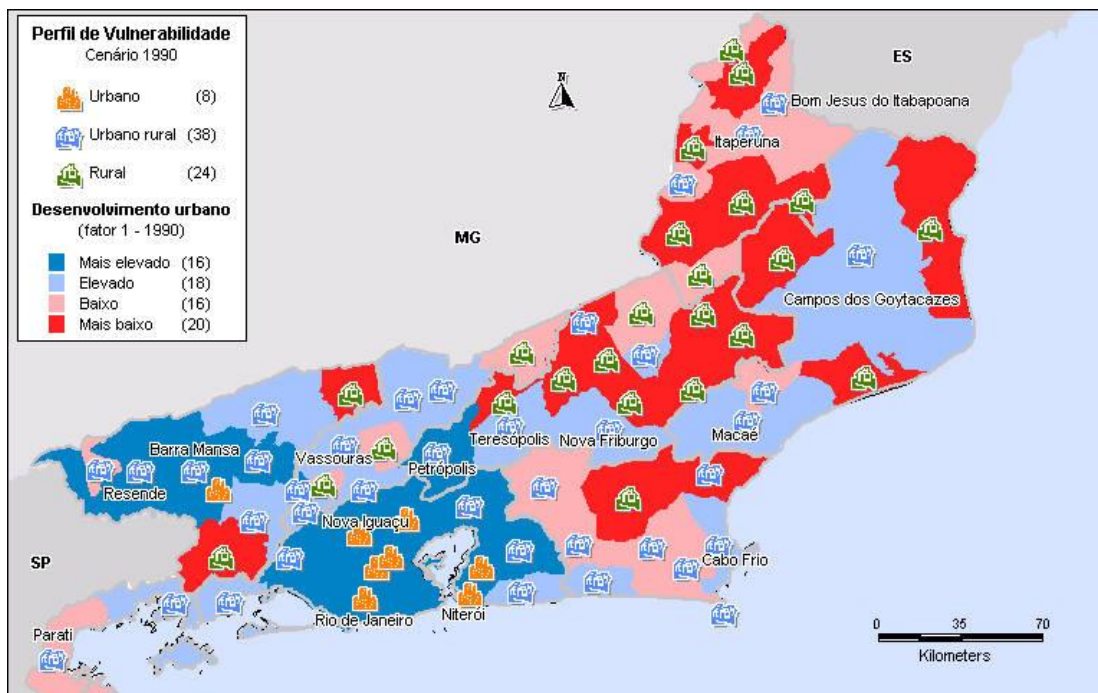 Perfil de Vulnerabilidade
Cenário 1990
Urbano (8)
Urbano rural (38)
Rural (24)
Desenvolvimento urbano
(fator 1 - 1990)
Mais elevado (16)
Elevado (18)
Baixo (16)
Mais baixo (20)
N
ES
Bom Jesus do Itabapoana
Itaperuna
MG
Campos dos Goytacazes
Barra Mansa
Vassouras
Teresópolis
Nova Friburgo
Macaé
Petrópolis
Resende
Nova Iguaçu
SP
Cabo Frio
Rio de Janeiro
Niterói
Parati
0 35 70
Kilometers